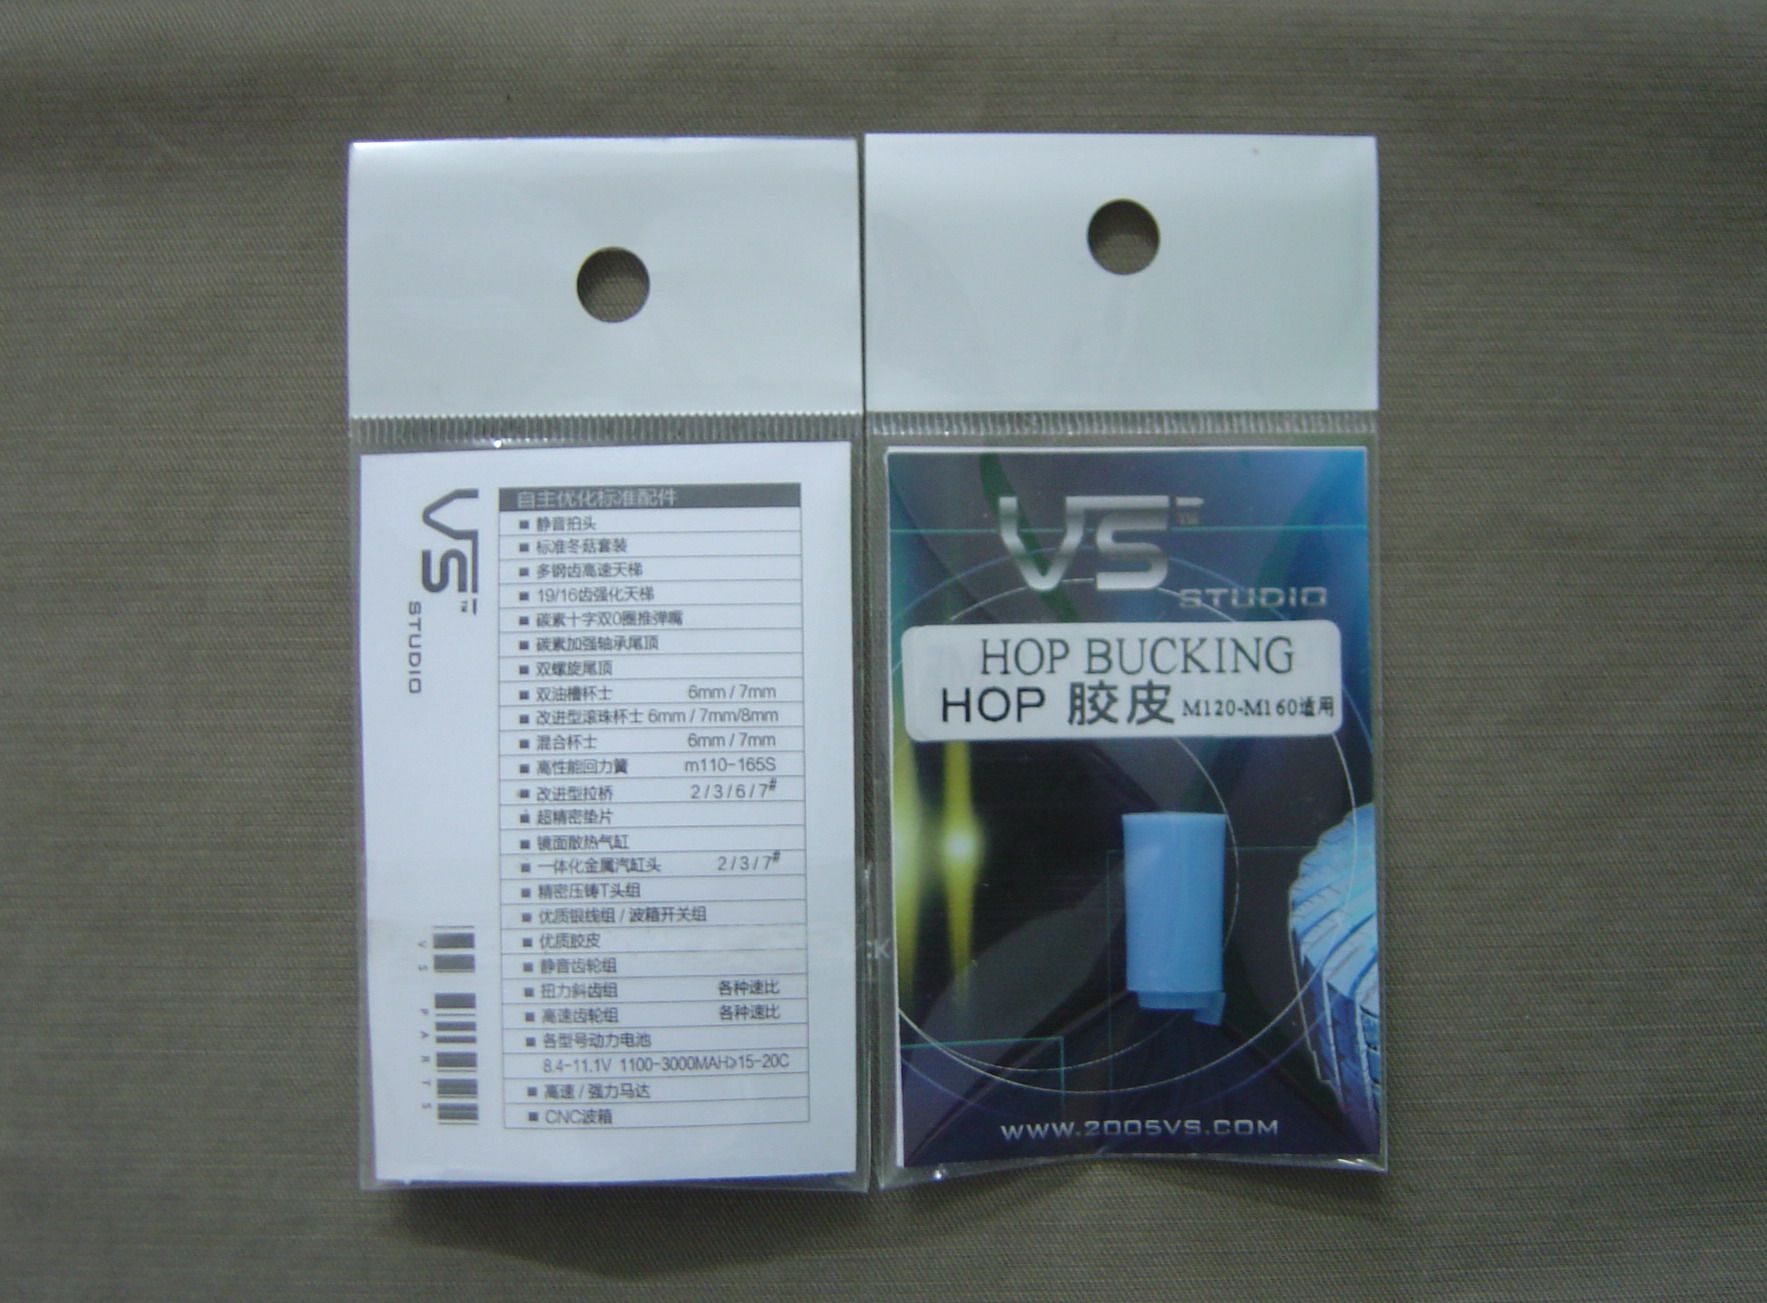 VS™
STUDIO
自主优化标准配件
■ 静音拍头
■ 标准冬菇套装
■ 多钢齿高速天梯
■ 19/16齿强化天梯
■ 碳素十字双O圈推弹嘴
■ 碳素加强轴承尾顶
■ 双螺旋尾顶
■ 双油槽杯士 6mm / 7mm
■ 改进型滚珠杯士 6mm / 7mm/8mm
■ 混合杯士 6mm / 7mm
■ 高性能回力簧 m110-165S
■ 改进型拉桥 2 / 3 / 6 / 7#
■ 超精密垫片
■ 镜面散热气缸
■ 一体化金属汽缸头 2 / 3 / 7#
■ 精密压铸T头组
■ 优质银线组 / 波箱开关组
■ 优质胶皮
■ 静音齿轮组
■ 扭力斜齿组 各种速比
■ 高速齿轮组 各种速比
■ 各型号动力电池
8.4-11.1V 1100-3000MAH≥15-20C
■ 高速 / 强力马达
■ CNC波箱
VS PARTS
VS™
STUDIO
HOP BUCKING
HOP 胶皮 M120-M160适用
WWW.2005VS.COM